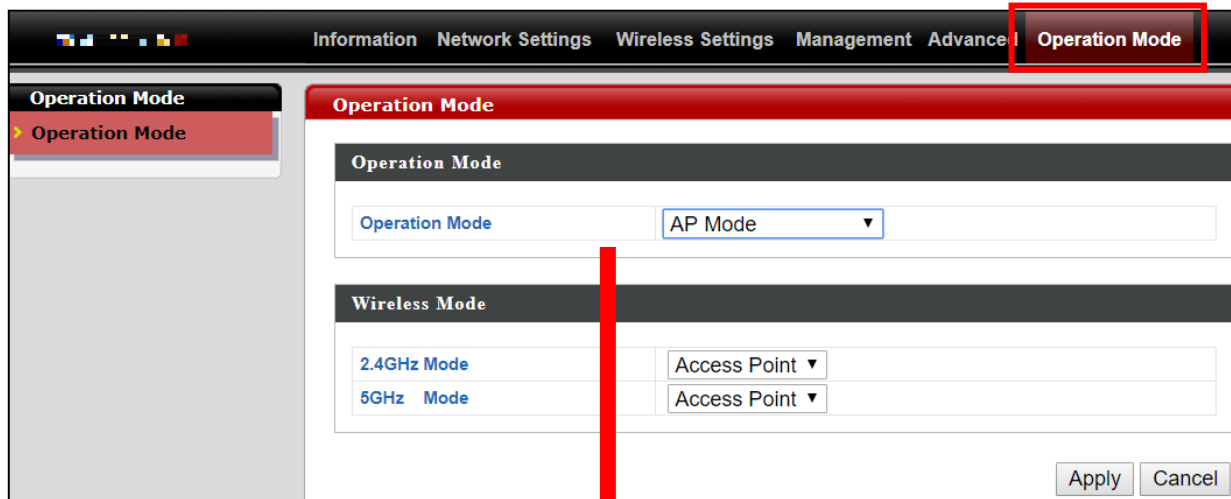 Information Network Settings Wireless Settings Management Advanced Operation Mode
Operation Mode
Operation Mode
Operation Mode
Operation Mode
Operation Mode AP Mode
Wireless Mode
2.4GHz Mode Access Point
5GHz Mode Access Point
Apply Cancel